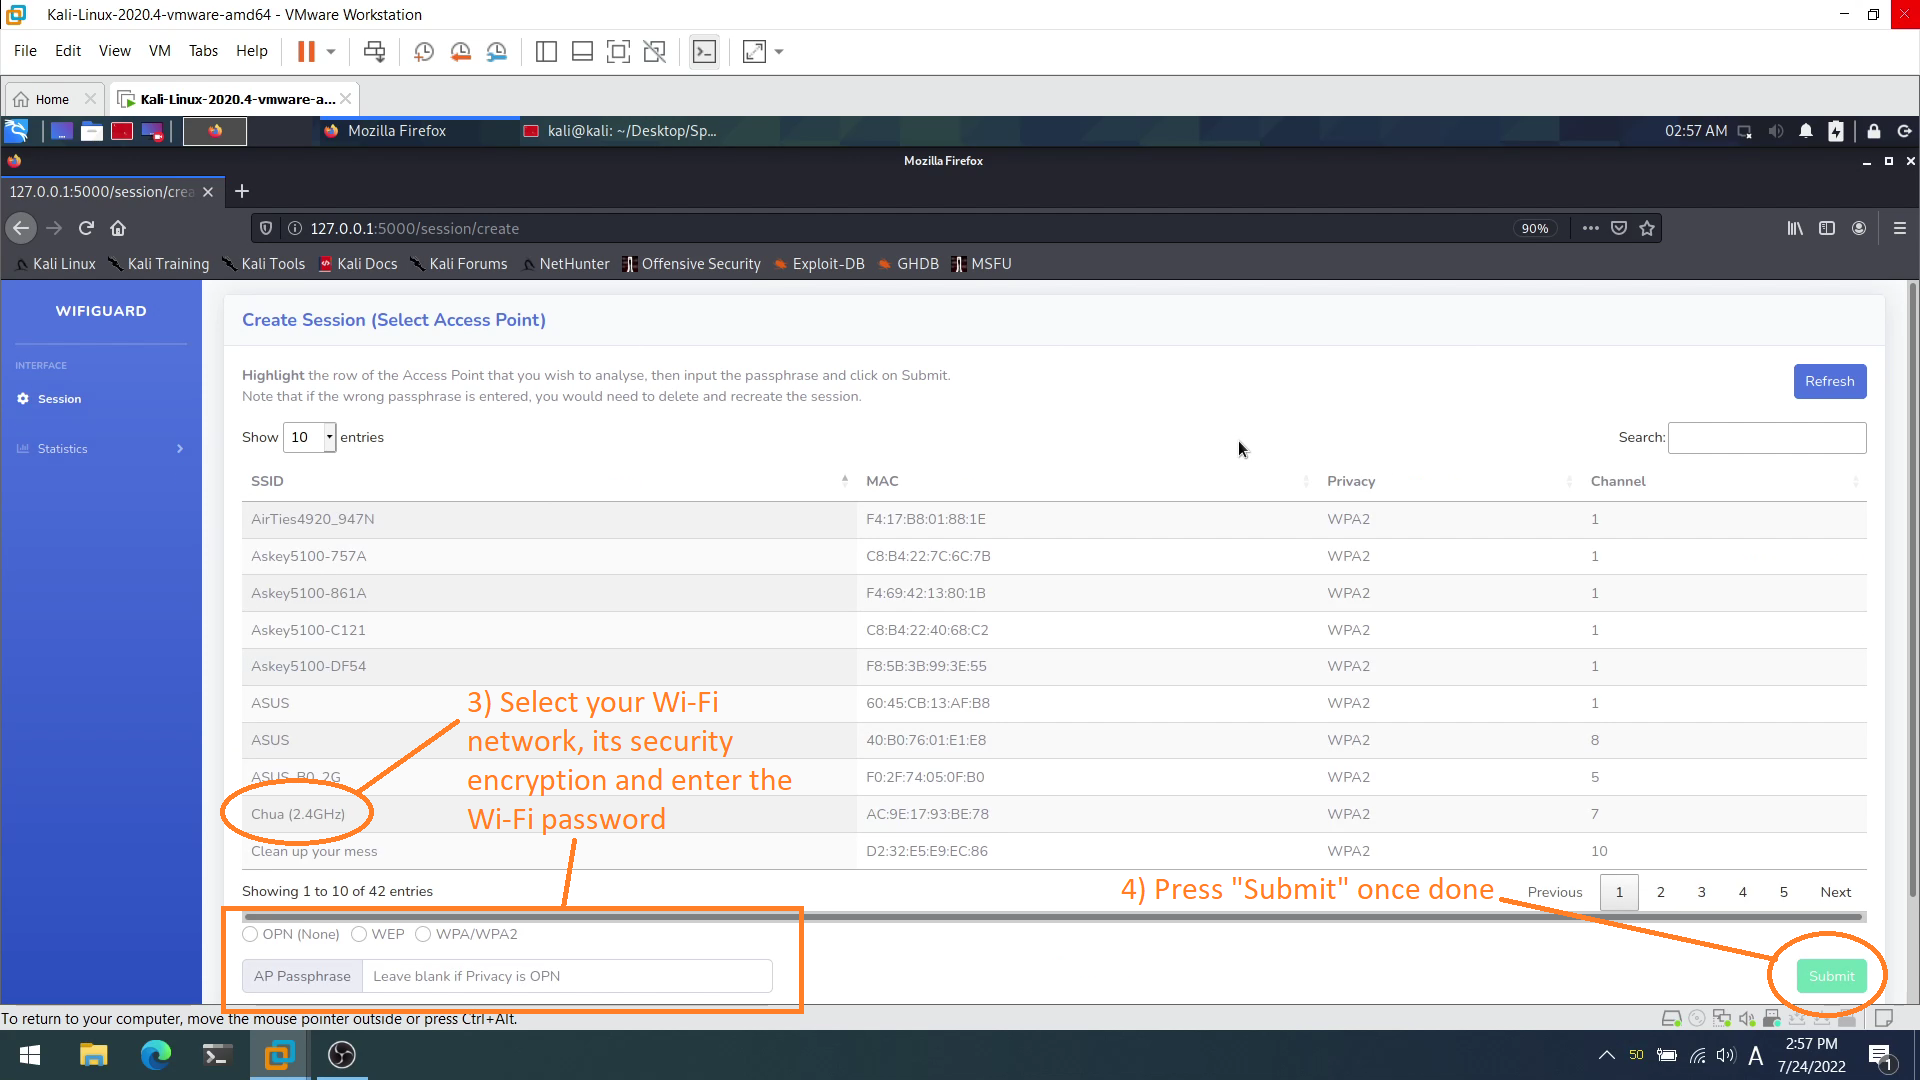 Kali-Linux-2020.4-vmware-amd64 - VMware Workstation
File Edit View VM Tabs Help
Home
Kali-Linux-2020.4-vmware-a...
Mozilla Firefox
kali@kali: ~/Desktop/Sp...
02:57 AM
Mozilla Firefox
127.0.0.1:5000/session/crea
127.0.0.1:5000/session/create
90%
Kali Linux Kali Training Kali Tools Kali Docs Kali Forums NetHunter Offensive Security Exploit-DB GHDB MSFU
WIFIGUARD
INTERFACE
Session
Statistics
Create Session (Select Access Point)
Highlight the row of the Access Point that you wish to analyse, then input the passphrase and click on Submit.
Note that if the wrong passphrase is entered, you would need to delete and recreate the session.
Refresh
Show 10 entries
Search:
SSID MAC Privacy Channel
AirTies4920_947N F4:17:B8:01:88:1E WPA2 1
Askey5100-757A C8:B4:22:7C:6C:7B WPA2 1
Askey5100-861A F4:69:42:13:80:1B WPA2 1
Askey5100-C121 C8:B4:22:40:68:C2 WPA2 1
Askey5100-DF54 F8:5B:3B:99:3E:55 WPA2 1
ASUS 60:45:CB:13:AF:B8 WPA2 1
ASUS 40:B0:76:01:E1:E8 WPA2 8
ASUS_B0_2G F0:2F:74:05:0F:B0 WPA2 5
Chua (2.4GHz) AC:9E:17:93:BE:78 WPA2 7
Clean up your mess D2:32:E5:E9:EC:86 WPA2 10
3) Select your Wi-Fi
network, its security
encryption and enter the
Wi-Fi password
Showing 1 to 10 of 42 entries
4) Press "Submit" once done
Previous 1 2 3 4 5 Next
OPN (None) WEP WPA/WPA2
AP Passphrase Leave blank if Privacy is OPN
Submit
To return to your computer, move the mouse pointer outside or press Ctrl+Alt.
50
A
2:57 PM
7/24/2022
1